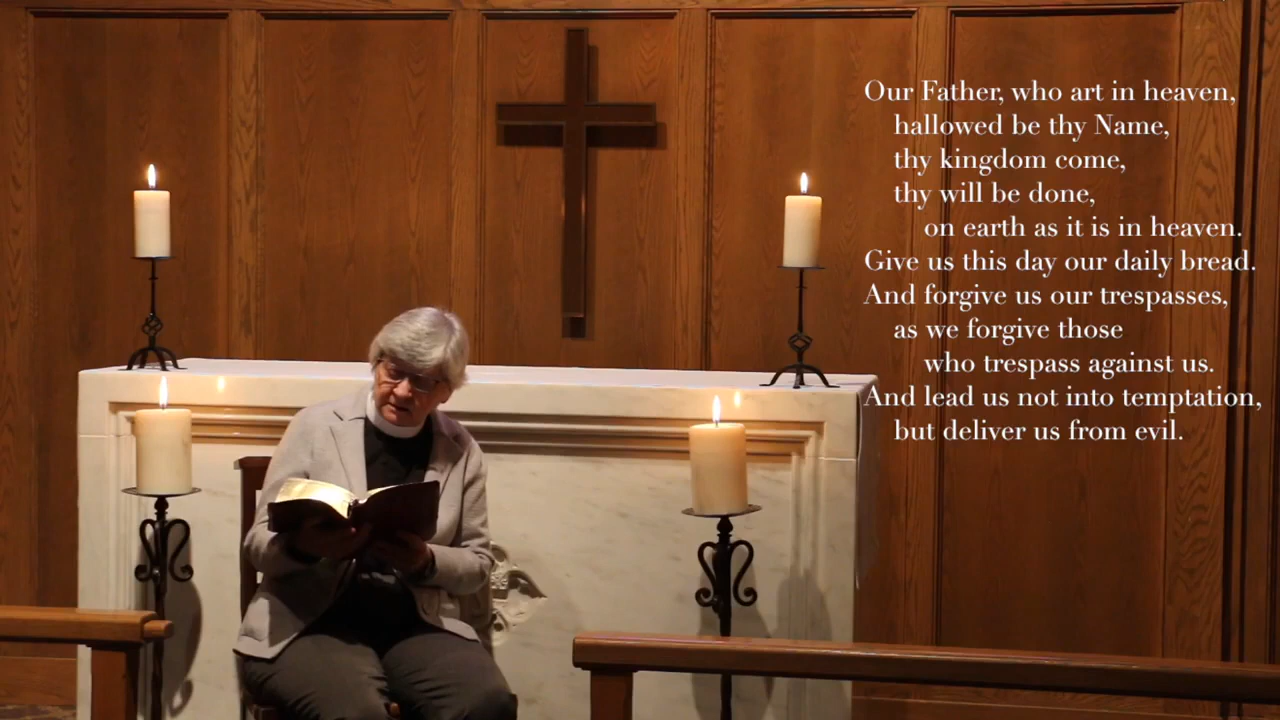 Our Father, who art in heaven,
hallowed be thy Name,
thy kingdom come,
thy will be done,
on earth as it is in heaven.
Give us this day our daily bread.
And forgive us our trespasses,
as we forgive those
who trespass against us.
And lead us not into temptation,
but deliver us from evil.